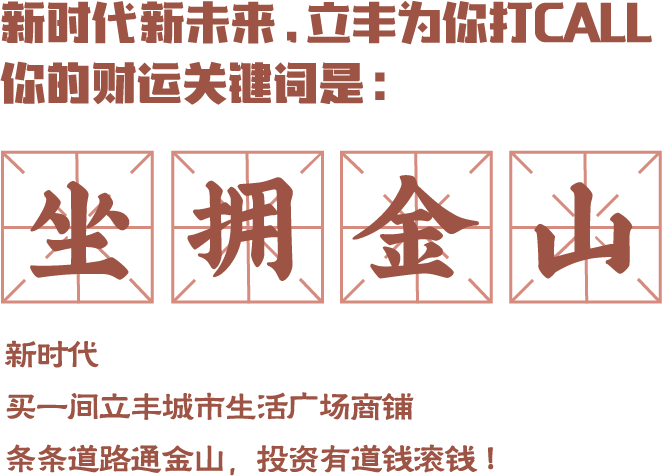 新时代新未来、立丰为你打CALL
你的财运关键词是：
坐拥金山
新时代
买一间立丰城市生活广场商铺
条条道路通金山，投资有道钱滚钱！